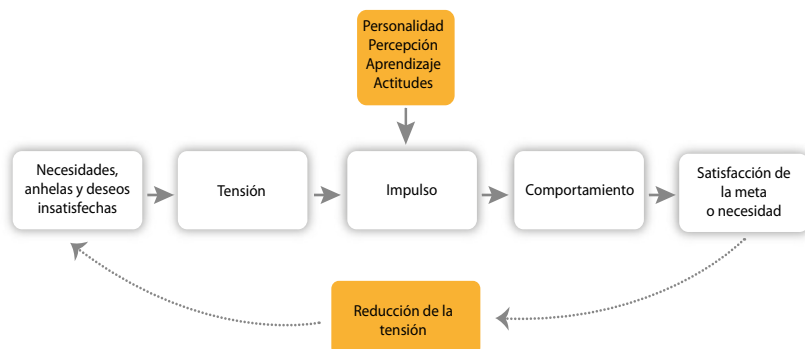 Personalidad
Percepción
Aprendizaje
Actitudes
Necesidades,
anhelas y deseos
insatisfechas
Tensión
Impulso
Comportamiento
Satisfacción de
la meta
o necesidad
Reducción de la
tensión